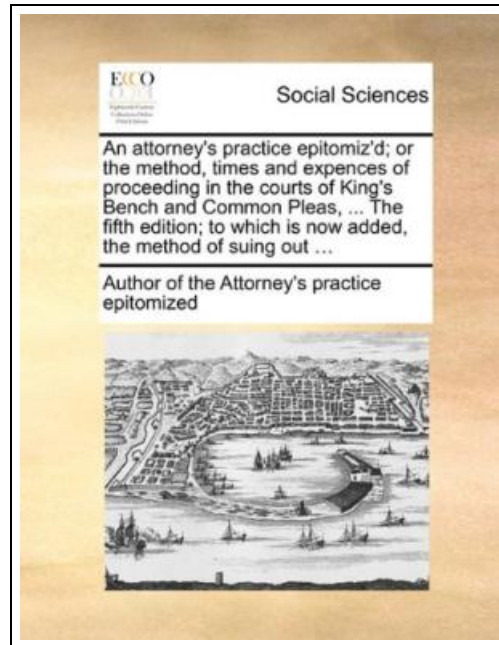 ECCO
Social Sciences
An attorney's practice epitomiz'd; or
the method, times and expences of
proceeding in the courts of King's
Bench and Common Pleas, ... The
fifth edition; to which is now added,
the method of suing out ...
Author of the Attorney's practice
epitomized